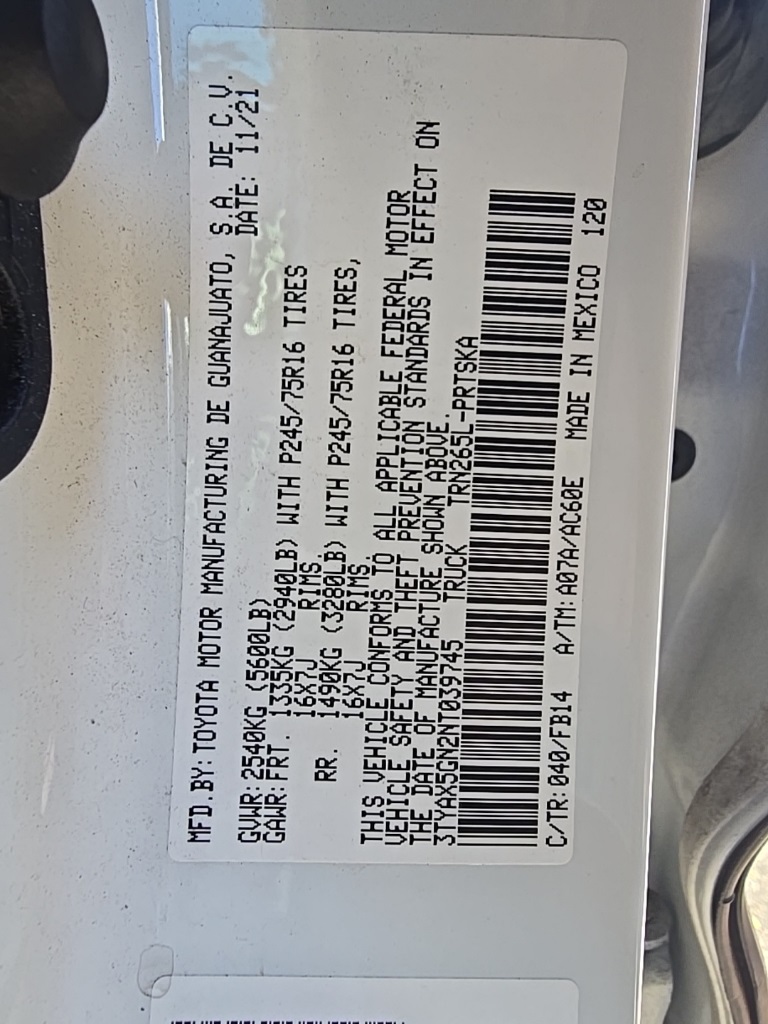 MFD.BY: TOYOTA MOTOR MANUFACTURING DE GUANAJUATO, S.A. DE C.V.
DATE: 11/21
GVWR: 2540KG (5600LB)
GAWR: FRT. 1335KG (2940LB) WITH P245/75R16 TIRES
16X7J RIMS.
RR. 1490KG (3280LB) WITH P245/75R16 TIRES,
16X7J RIMS.
THIS VEHICLE CONFORMS TO ALL APPLICABLE FEDERAL MOTOR
VEHICLE SAFETY AND THEFT PREVENTION STANDARDS IN EFFECT ON
THE DATE OF MANUFACTURE SHOWN ABOVE.
3TYAX5GN2NT039745 TRUCK TRN265L-PRTSKA
C/TR: 040/FB14 A/TM: A07A/AC60E MADE IN MEXICO 120